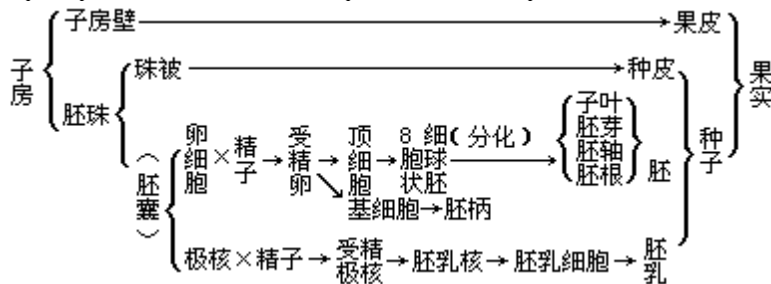 子房壁 → 果皮
子房
珠被 → 种皮
胚珠
果实
种子
(胚囊)
卵细胞×精子→受精卵→顶细胞→8细胞球状胚(分化)→
子叶
胚芽
胚轴
胚根
胚
基细胞→胚柄
极核×精子→受精极核→胚乳核→胚乳细胞→胚乳